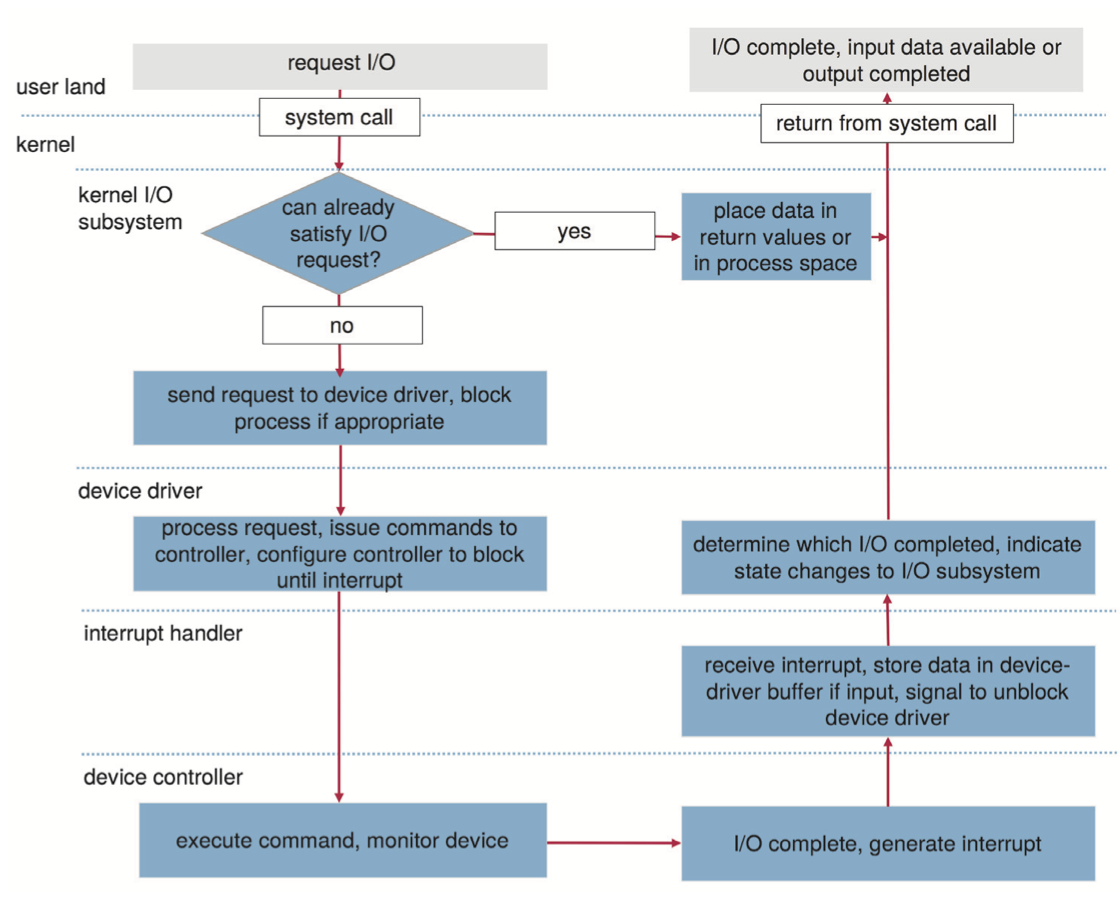 request I/O
I/O complete, input data available or
output completed
user land
system call
return from system call
kernel
kernel I/O
subsystem
can already
satisfy I/O
request?
yes
place data in
return values or
in process space
no
send request to device driver, block
process if appropriate
device driver
process request, issue commands to
controller, configure controller to block
until interrupt
determine which I/O completed, indicate
state changes to I/O subsystem
interrupt handler
receive interrupt, store data in device-
driver buffer if input, signal to unblock
device driver
device controller
execute command, monitor device
I/O complete, generate interrupt